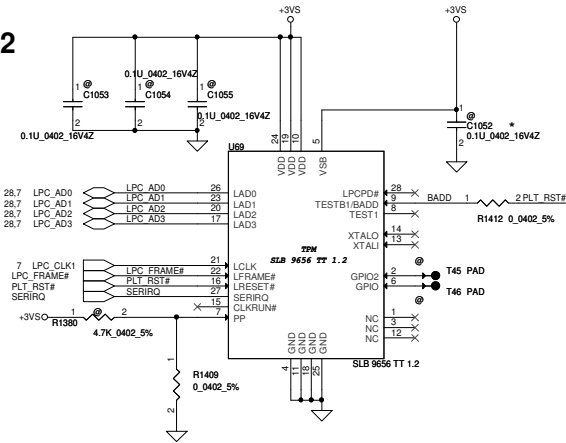 2
+3VS
+3VS
1 @ C1053 2 0.1U_0402_16V4Z
0.1U_0402_16V4Z 1 @ C1054 2
1 @ C1055 2 0.1U_0402_16V4Z
1 @ C1052 * 2 0.1U_0402_16V4Z
U69
24 19 10 5
VDD VDD VDD VSB
28,7 LPC_AD0 LPC_AD0 26 LAD0
28,7 LPC_AD1 LPC_AD1 23 LAD1
28,7 LPC_AD2 LPC_AD2 20 LAD2
28,7 LPC_AD3 LPC_AD3 17 LAD3
LPCPD# 28
TESTB1/BADD 9 BADD 1 2 PLT_RST#
TEST1 8
R1412 0_0402_5%
XTALO 14
XTALI 13
TPM
SLB 9656 TT 1.2
7 LPC_CLK1 21 LCLK
LPC_FRAME# LPC_FRAME# 22 LFRAME#
PLT_RST# PLT_RST# 16 LRESET#
SERIRQ SERIRQ 27 SERIRQ
15 CLKRUN#
+3VS 1 @ 2 7 PP
R1380
4.7K_0402_5%
@
GPIO2 2 T45 PAD
GPIO 6 T46 PAD
@
NC 1
NC 3
NC 12
GND GND GND GND
4 11 18 25
SLB 9656 TT 1.2
1
R1409
0_0402_5%
2